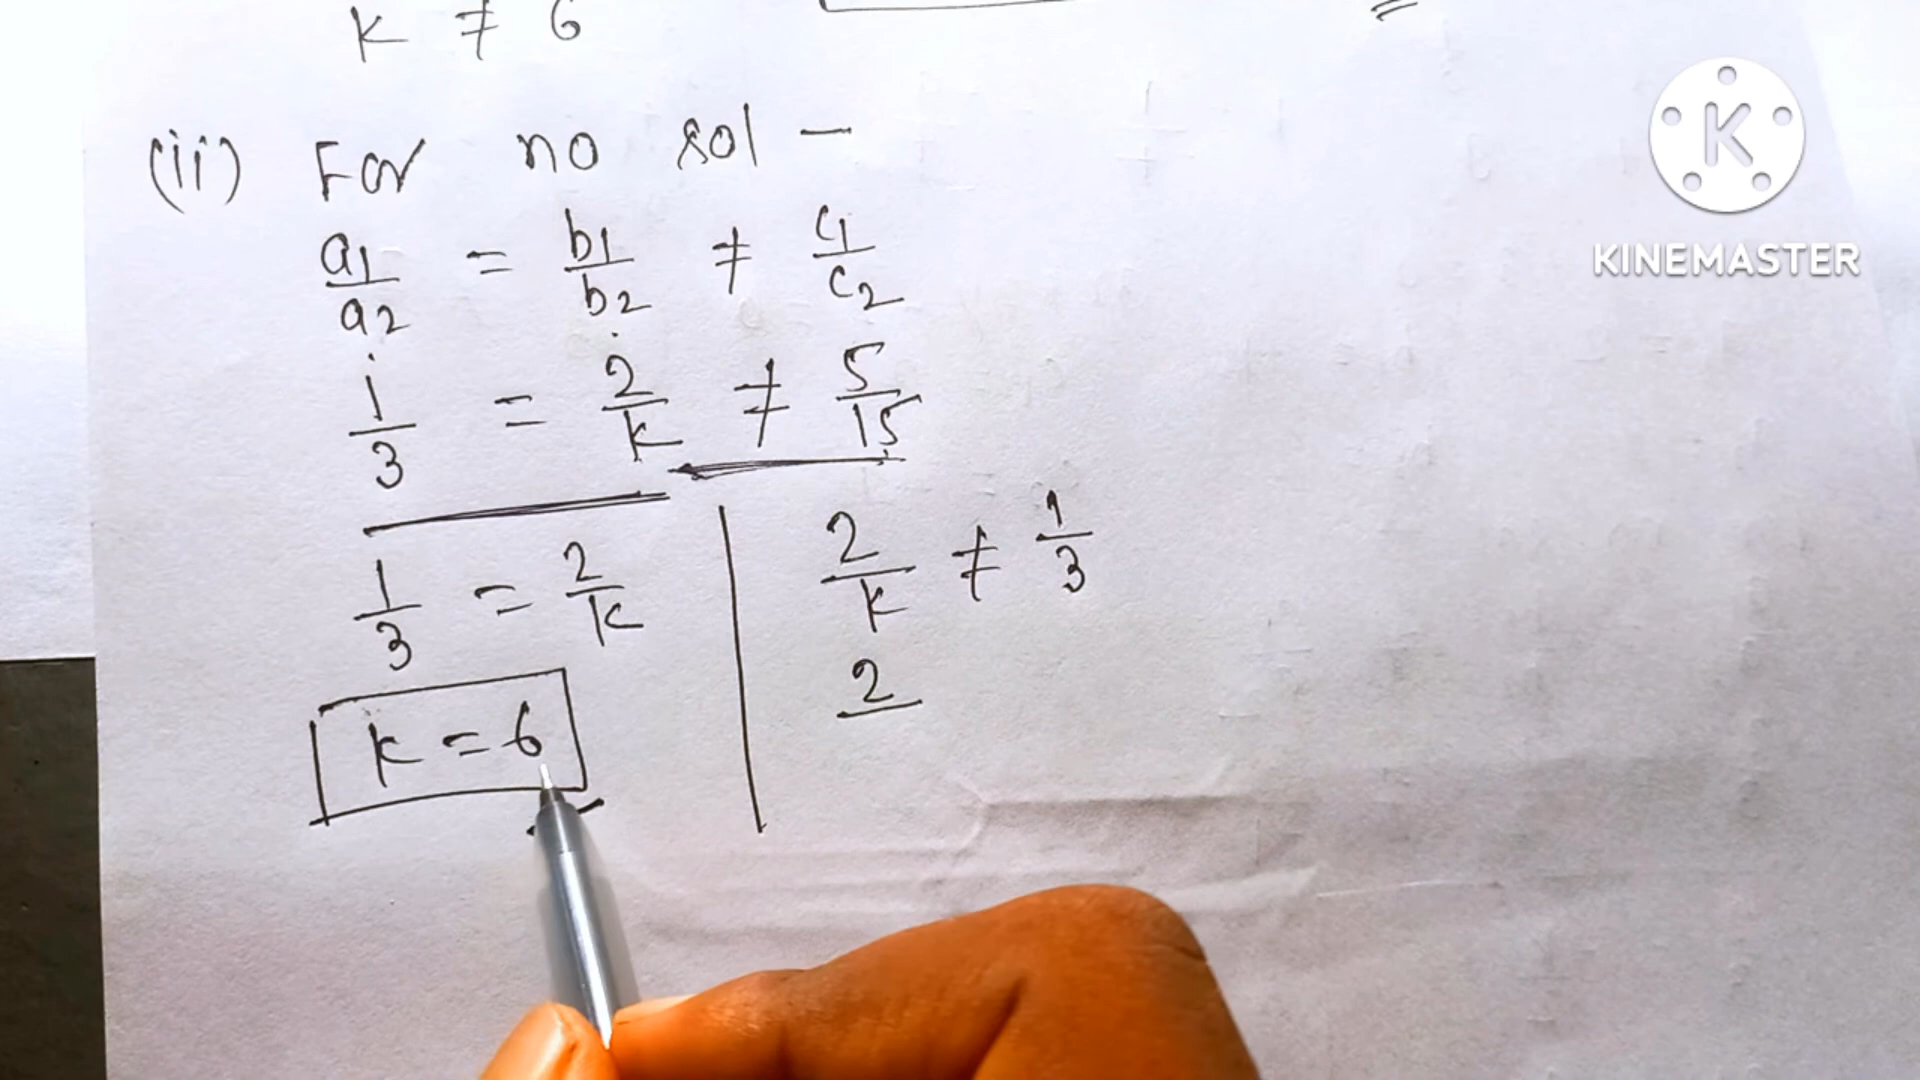 k ≠ 6
(ii) For no sol —
a1/a2 = b1/b2 ≠ c1/c2
1/3 = 2/k ≠ 5/15
1/3 = 2/k
k = 6
2/k ≠ 1/3
2
K
KINEMASTER